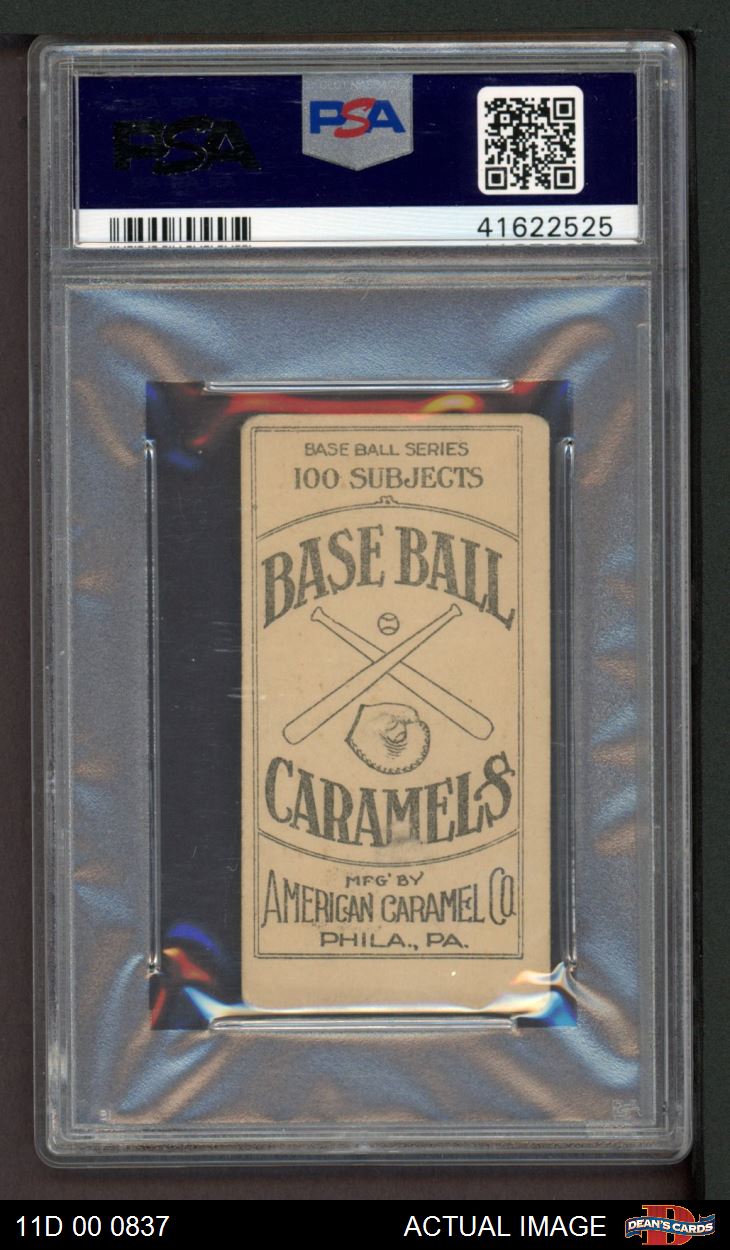 PSA
PSA
41622525
BASE BALL SERIES
100 SUBJECTS
BASE BALL
CARAMELS
MFG' BY
AMERICAN CARAMEL CO.
PHILA., PA.
11D 00 0837
ACTUAL IMAGE
DEAN'S CARDS